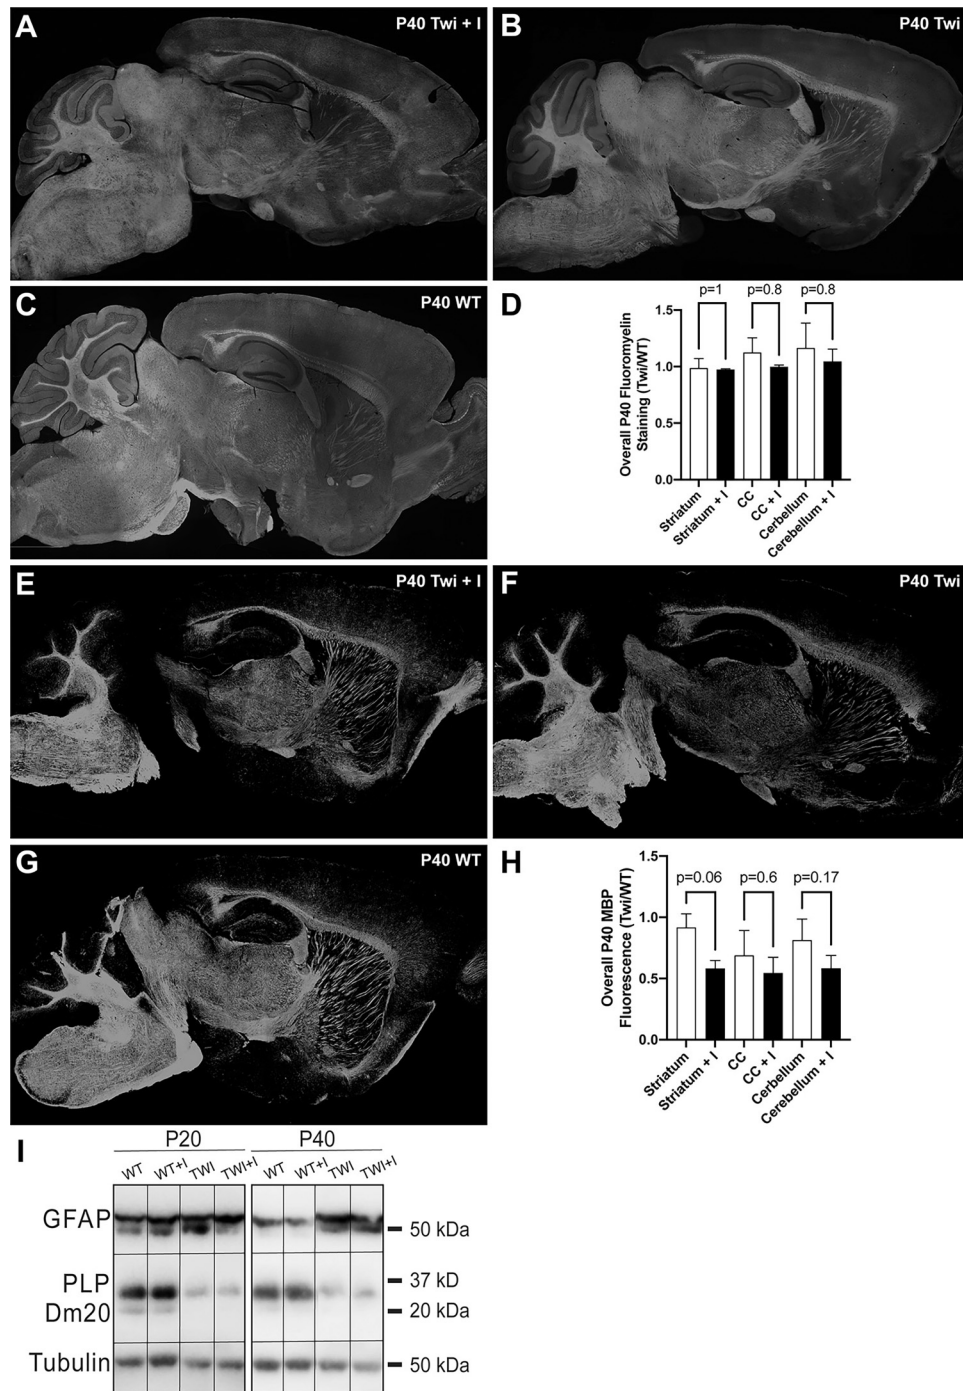 A
P40 Twi + I
B
P40 Twi
C
P40 WT
D
p=1
p=0.8
p=0.8
Overall P40 Fluoromyelin
Staining (Twi/WT)
1.5
1.0
0.5
0.0
Striatum
Striatum + I
CC
CC + I
Cerbellum
Cerebellum + I
E
P40 Twi + I
F
P40 Twi
G
P40 WT
H
p=0.06
p=0.6
p=0.17
Overall P40 MBP
Fluorescence (Twi/WT)
1.5
1.0
0.5
0.0
Striatum
Striatum + I
CC
CC + I
Cerbellum
Cerebellum + I
I
P20
P40
WT
WT+I
TWI
TWI+I
WT
WT+I
TWI
TWI+I
GFAP
50 kDa
PLP
37 kD
Dm20
20 kDa
Tubulin
50 kDa